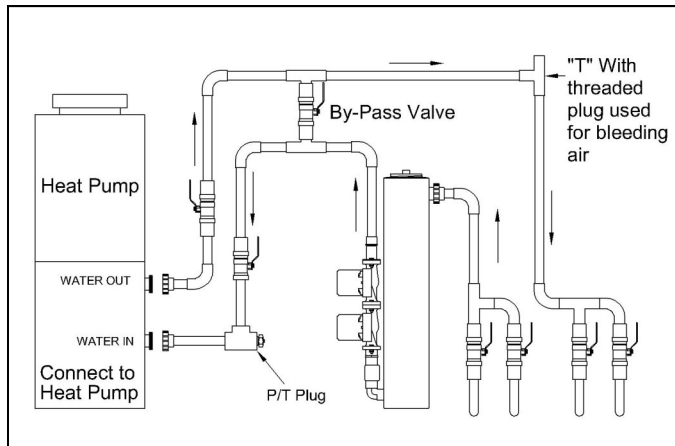 "T" With
threaded
plug used
for bleeding
air
By-Pass Valve
Heat Pump
WATER OUT
WATER IN
Connect to
Heat Pump
P/T Plug